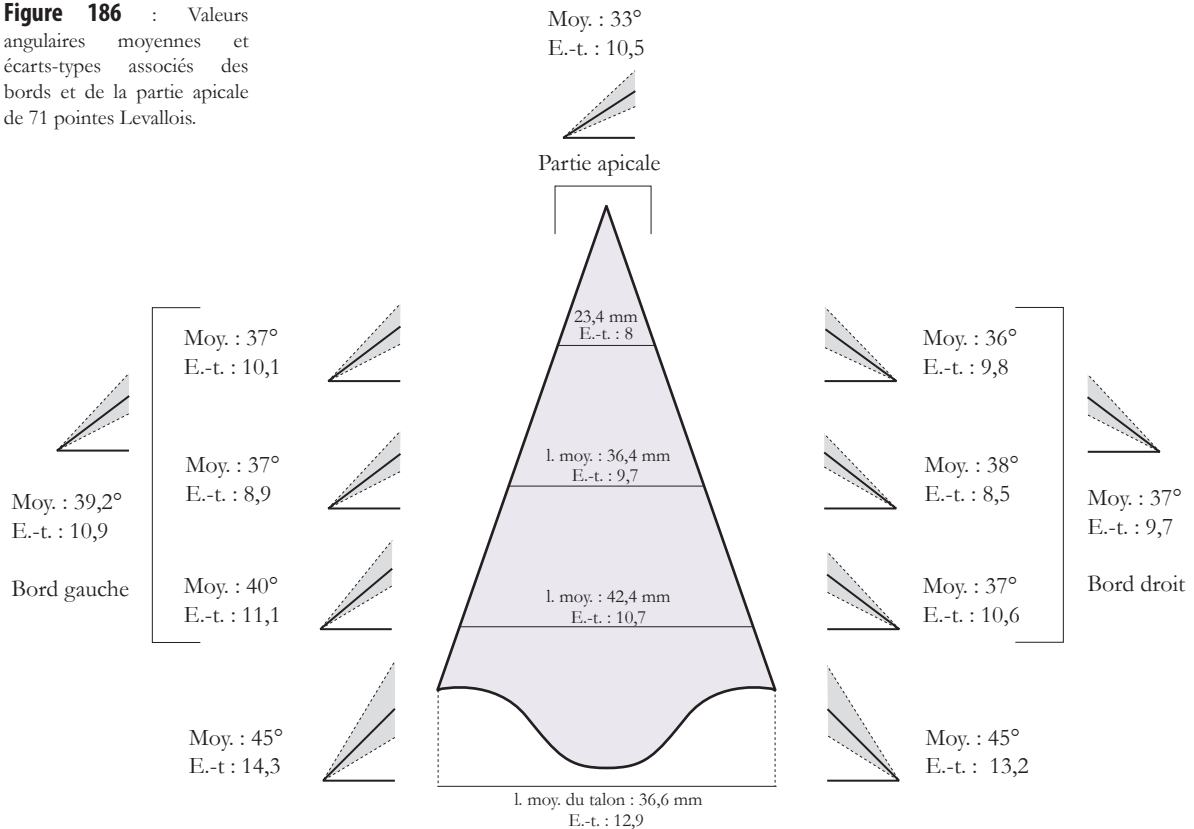 Figure 186 : Valeurs
angulaires moyennes et
écarts-types associés des
bords et de la partie apicale
de 71 pointes Levallois.
Moy. : 33°
E.-t. : 10,5
Partie apicale
23,4 mm
E.-t. : 8
Moy. : 37°
E.-t. : 10,1
Moy. : 36°
E.-t. : 9,8
l. moy. : 36,4 mm
E.-t. : 9,7
Moy. : 37°
E.-t. : 8,9
Moy. : 38°
E.-t. : 8,5
Moy. : 39,2°
E.-t. : 10,9
Bord gauche
Moy. : 37°
E.-t. : 9,7
Bord droit
Moy. : 40°
E.-t. : 11,1
l. moy. : 42,4 mm
E.-t. : 10,7
Moy. : 37°
E.-t. : 10,6
Moy. : 45°
E.-t : 14,3
Moy. : 45°
E.-t. : 13,2
l. moy. du talon : 36,6 mm
E.-t. : 12,9